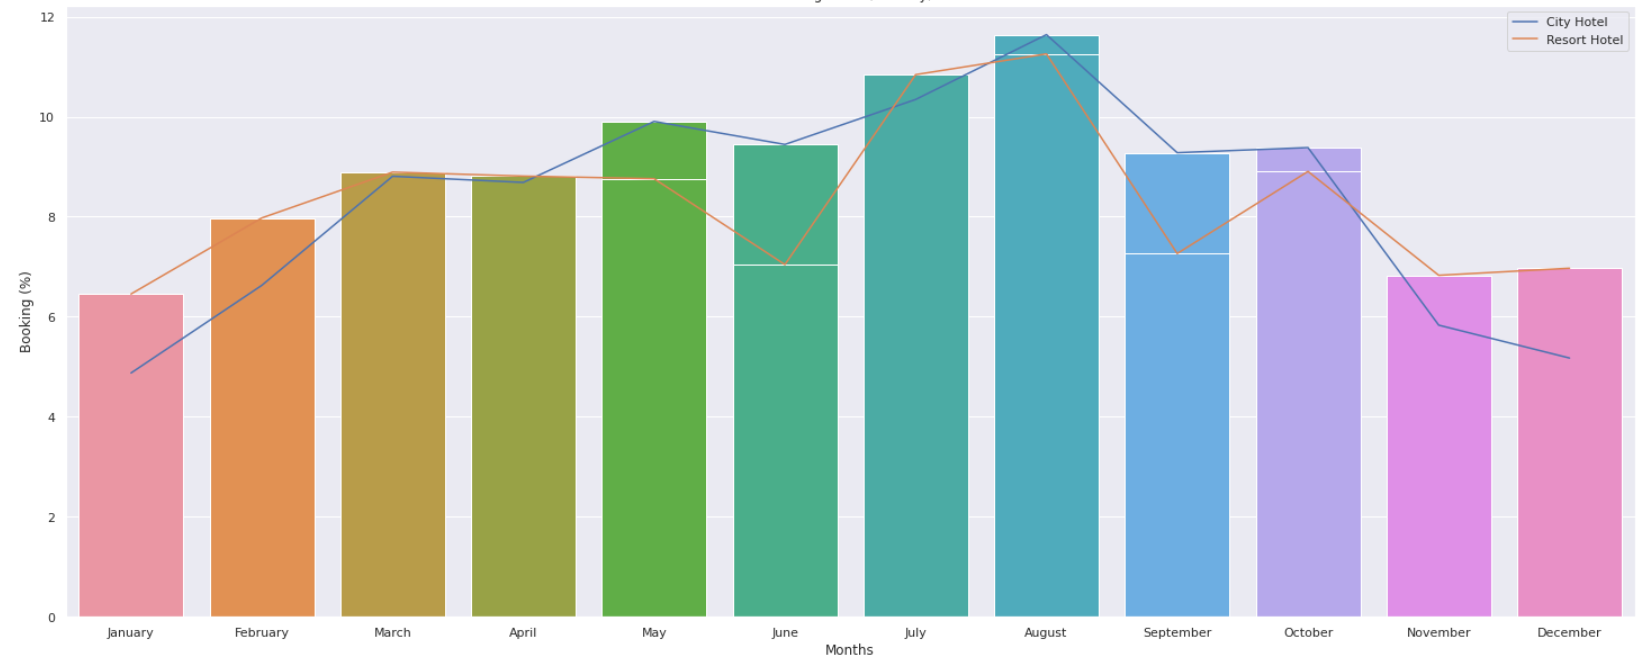 12
City Hotel
Resort Hotel
10
8
6
4
2
0
Booking (%)
January February March April May June July August September October November December
Months